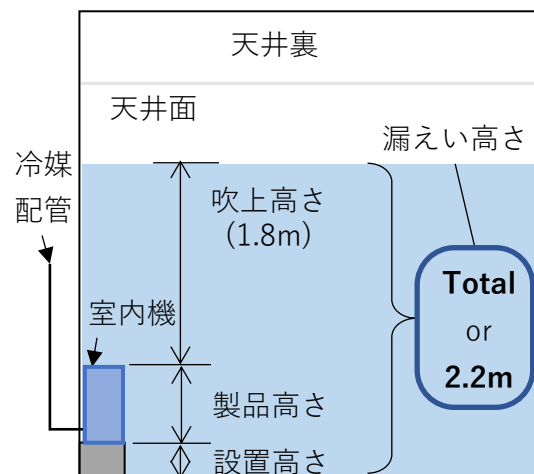 天井裏
天井面
漏えい高さ
冷媒
配管
吹上高さ
(1.8m)
室内機
Total
or
2.2m
製品高さ
設置高さ